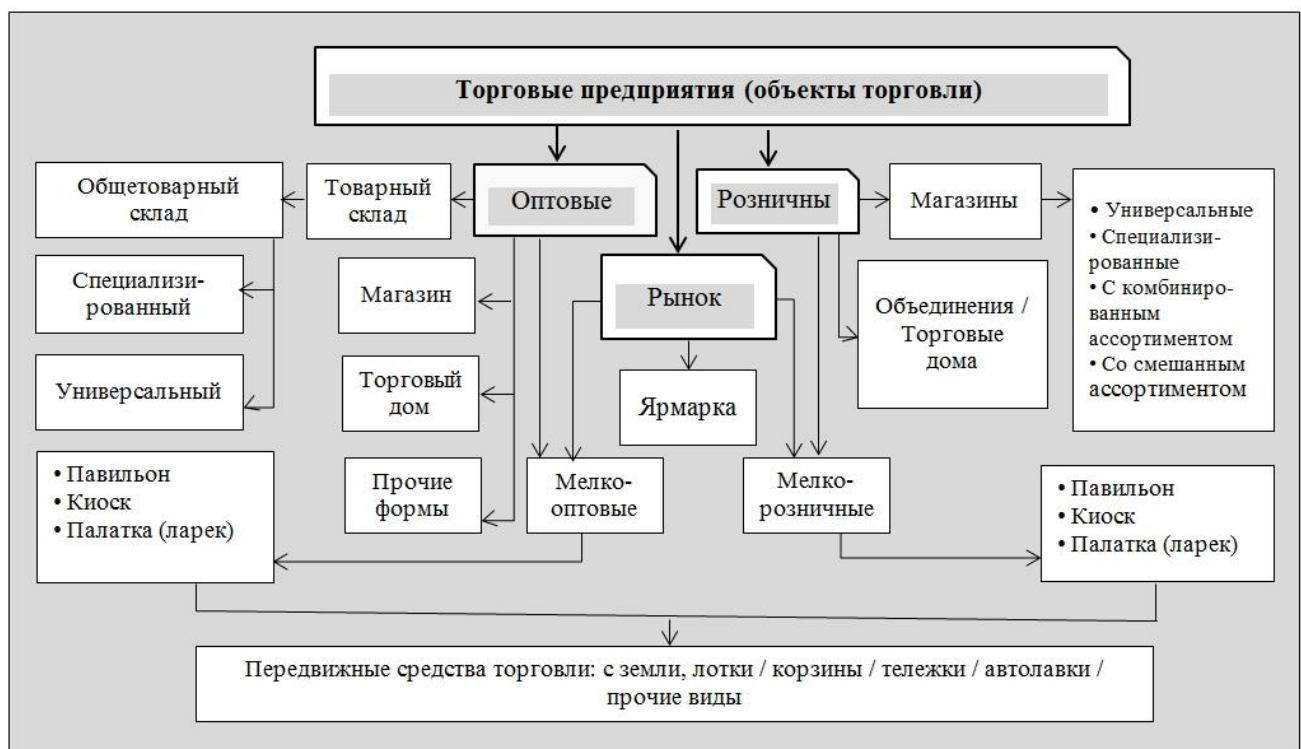 Торговые предприятия (объекты торговли)
Общетоварный
склад
Товарный
склад
Оптовые
Розничны
Магазины
• Универсальные
• Специализи-
рованные
• С комбиниро-
ванным
ассортиментом
• Со смешанным
ассортиментом
Специализи-
рованный
Магазин
Рынок
Объединения /
Торговые
дома
Универсальный
Торговый
дом
Ярмарка
• Павильон
• Киоск
• Палатка (ларек)
Прочие
формы
Мелко-
оптовые
Мелко-
розничные
• Павильон
• Киоск
• Палатка (ларек)
Передвижные средства торговли: с земли, лотки / корзины / тележки / автолавки /
прочие виды